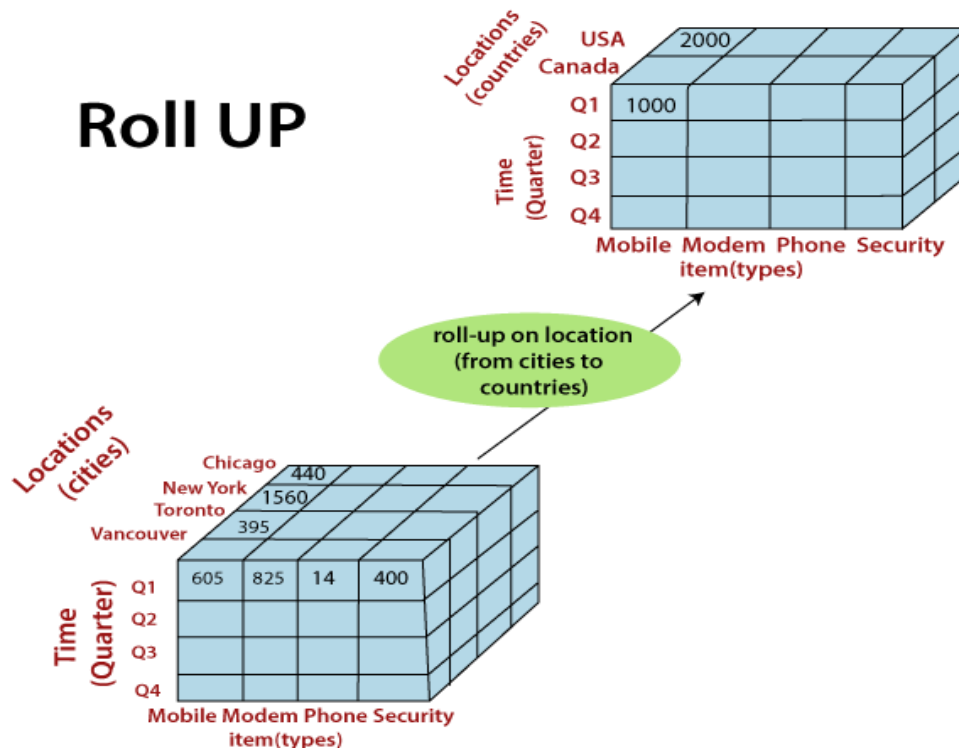 Roll UP
Locations
(countries)
USA
Canada
2000
Q1
1000
Q2
Q3
Q4
Time
(Quarter)
Mobile Modem Phone Security
item(types)
roll-up on location
(from cities to
countries)
Locations
(cities)
Chicago
440
New York
1560
Toronto
395
Vancouver
Q1
605 825 14 400
Q2
Q3
Q4
Time
(Quarter)
Mobile Modem Phone Security
item(types)